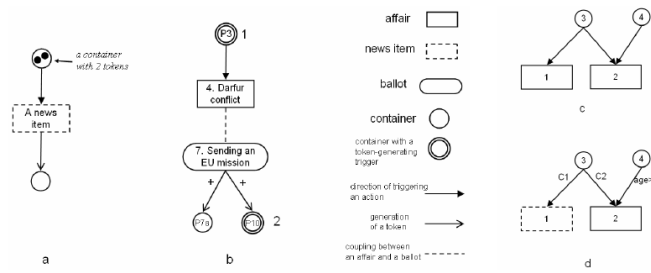 a container
with 2 tokens
A news
item
a
P3
1
4. Darfur
conflict
7. Sending an
EU mission
+
+
P7a
P10
2
b
affair
news item
ballot
container
container with a
token-generating
trigger
direction of triggering
an action
generation
of a token
coupling between
an affair and a ballot
3
4
1
2
c
3
4
C1
C2
age>
1
2
d